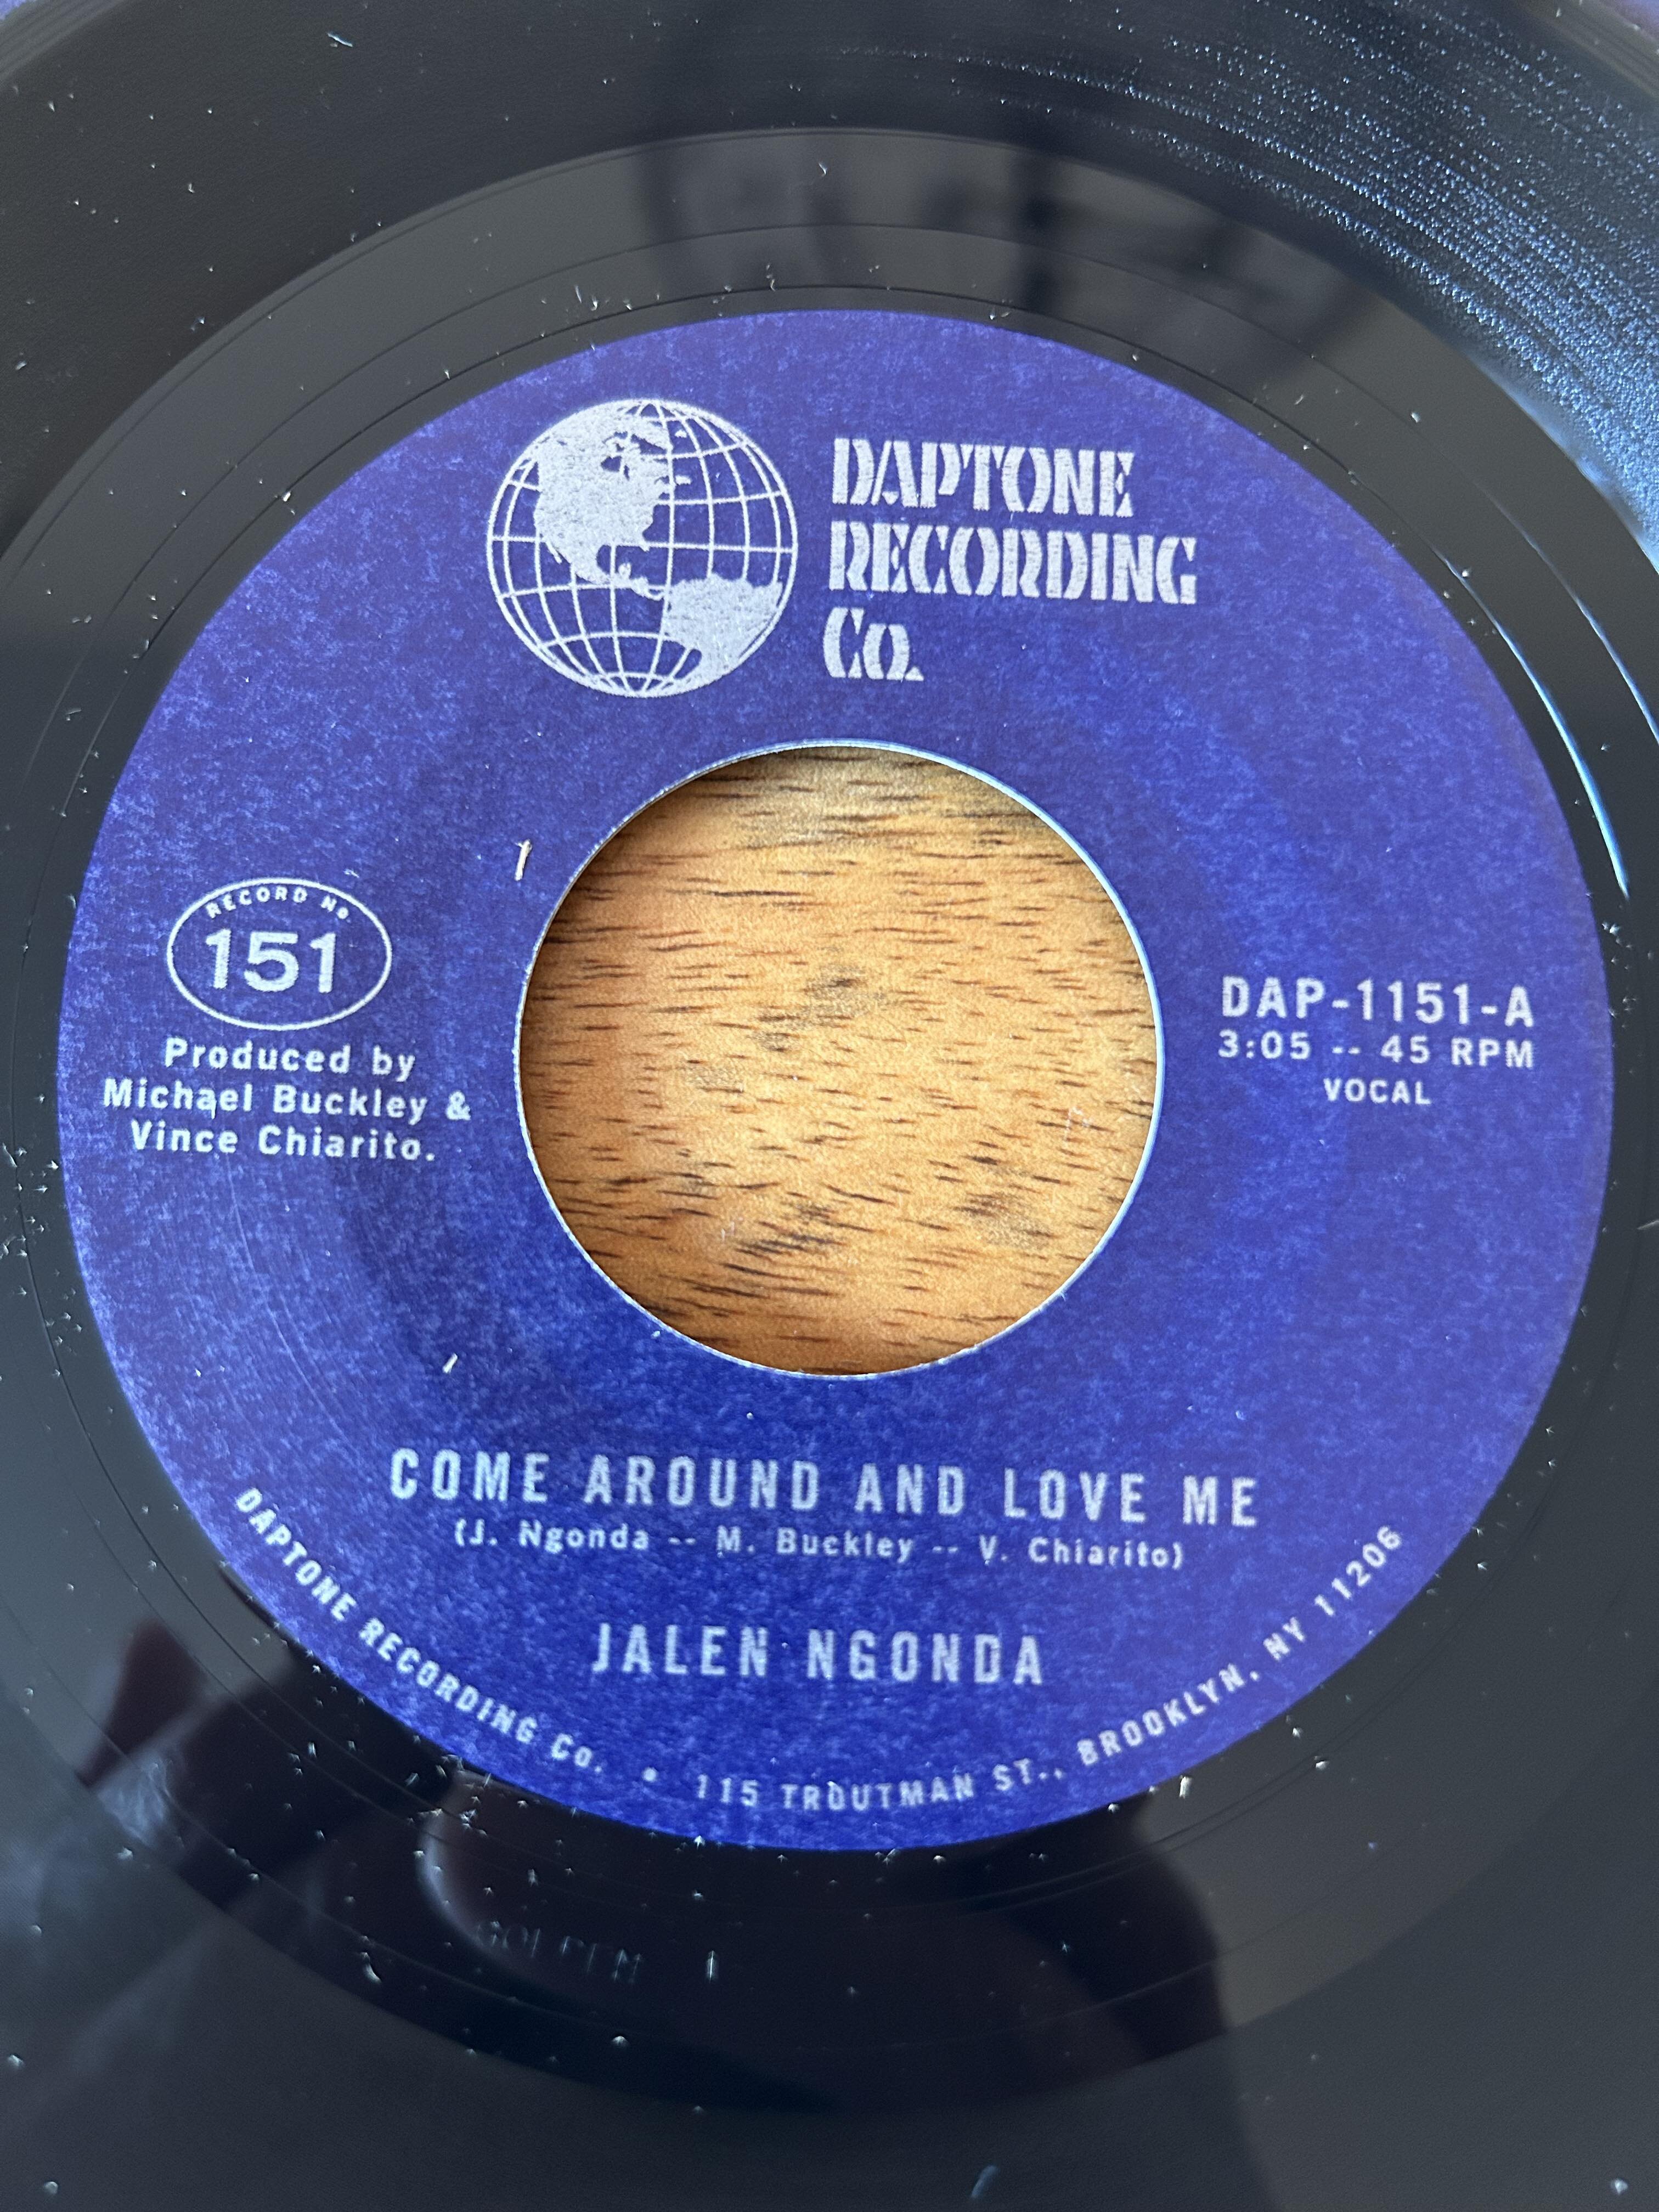 DAPTONE
RECORDING
Co.
RECORD No
151
Produced by
Michael Buckley &
Vince Chiarito.
DAP-1151-A
3:05 -- 45 RPM
VOCAL
COME AROUND AND LOVE ME
(J. Ngonda -- M. Buckley -- V. Chiarito)
JALEN NGONDA
DAPTONE RECORDING Co. • 115 TROUTMAN ST., BROOKLYN, NY 11206